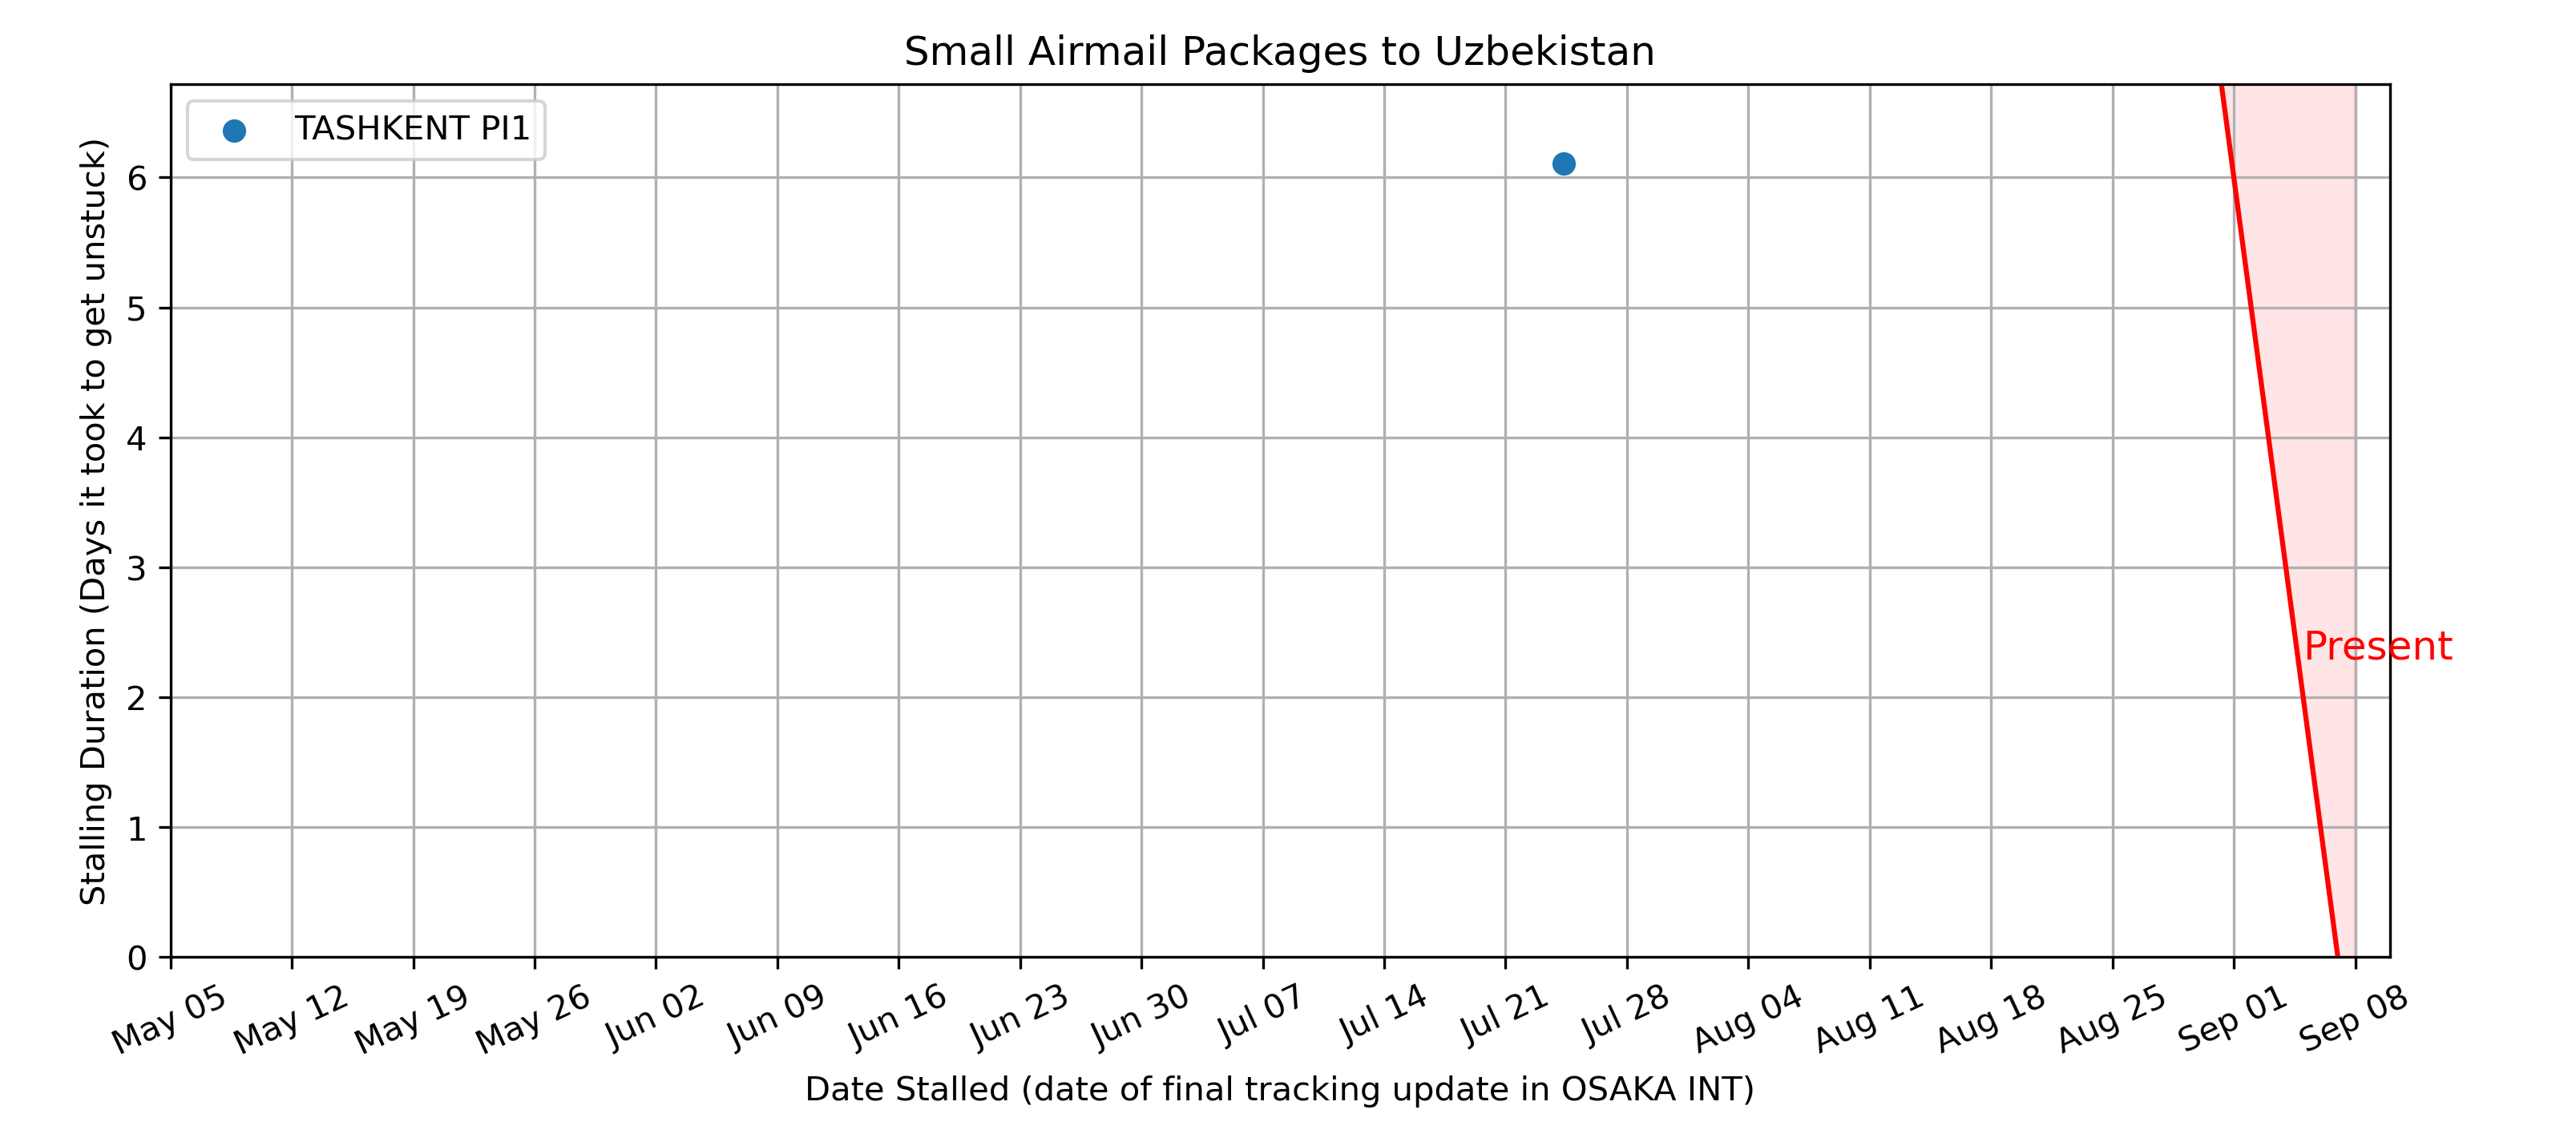 Small Airmail Packages to Uzbekistan
TASHKENT PI1
Stalling Duration (Days it took to get unstuck)
6
5
4
3
2
1
0
Present
May 05 May 12 May 19 May 26 Jun 02 Jun 09 Jun 16 Jun 23 Jun 30 Jul 07 Jul 14 Jul 21 Jul 28 Aug 04 Aug 11 Aug 18 Aug 25 Sep 01 Sep 08
Date Stalled (date of final tracking update in OSAKA INT)